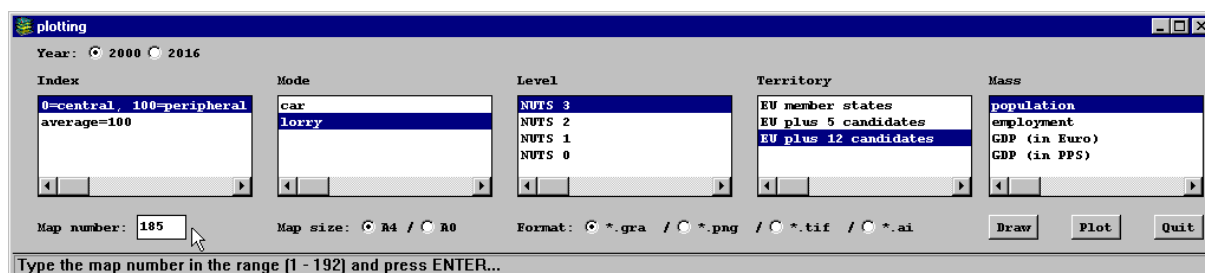 plotting
Year: 2000 2016
Index Mode Level Territory Mass
0=central, 100=peripheral car NUTS 3 EU member states population
average=100 lorry NUTS 2 EU plus 5 candidates employment
NUTS 1 EU plus 12 candidates GDP (in Euro)
NUTS 0 GDP (in PPS)
Map number: 185 Map size: A4 / A0 Format: *.gra / *.png / *.tif / *.ai Draw Plot Quit
Type the map number in the range (1 - 192) and press ENTER...